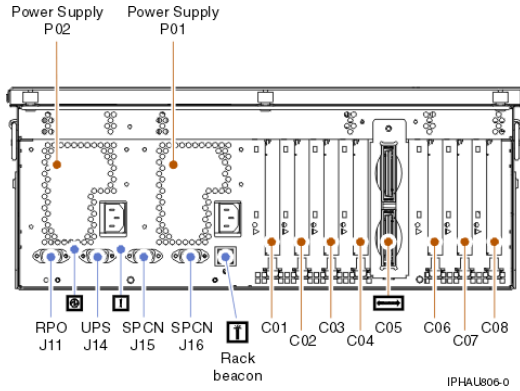 Power Supply
P02
Power Supply
P01
RPO
J11
UPS
J14
SPCN
J15
SPCN
J16
Rack
beacon
C01
C02
C03
C04
C05
C06
C07
C08
IPHAU806-0